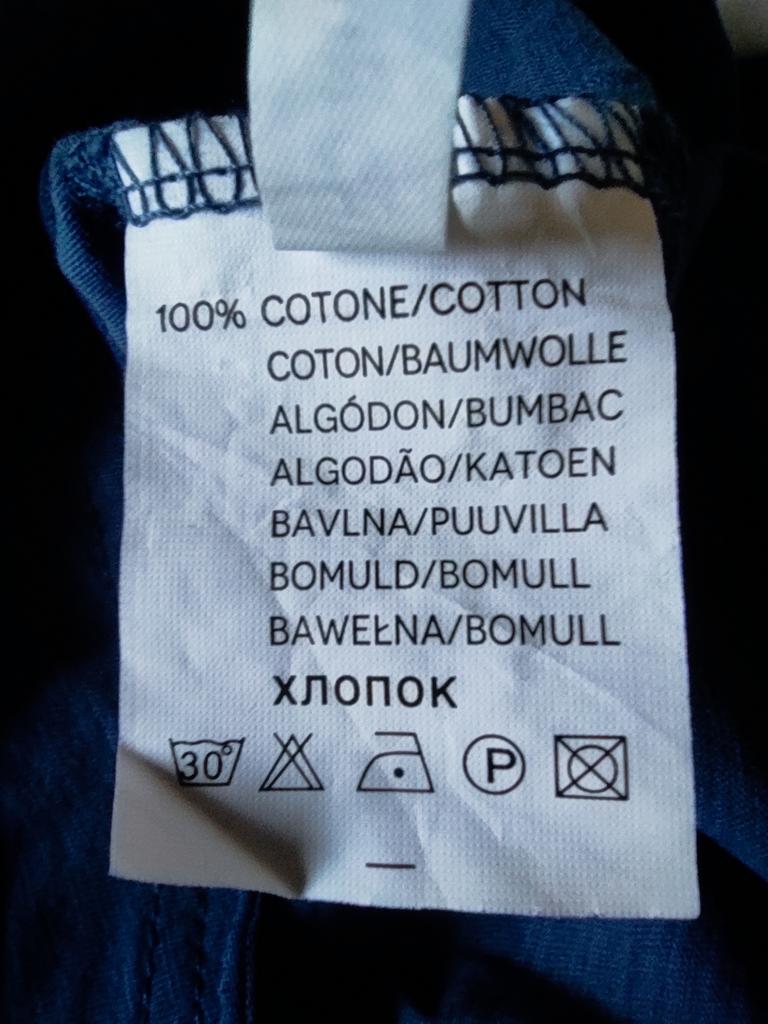 100% COTONE/COTTON
COTON/BAUMWOLLE
ALGÓDON/BUMBAC
ALGODÃO/KATOEN
BAVLNA/PUUVILLA
BOMULD/BOMULL
BAWEŁNA/BOMULL
ХЛОПОК
30° P